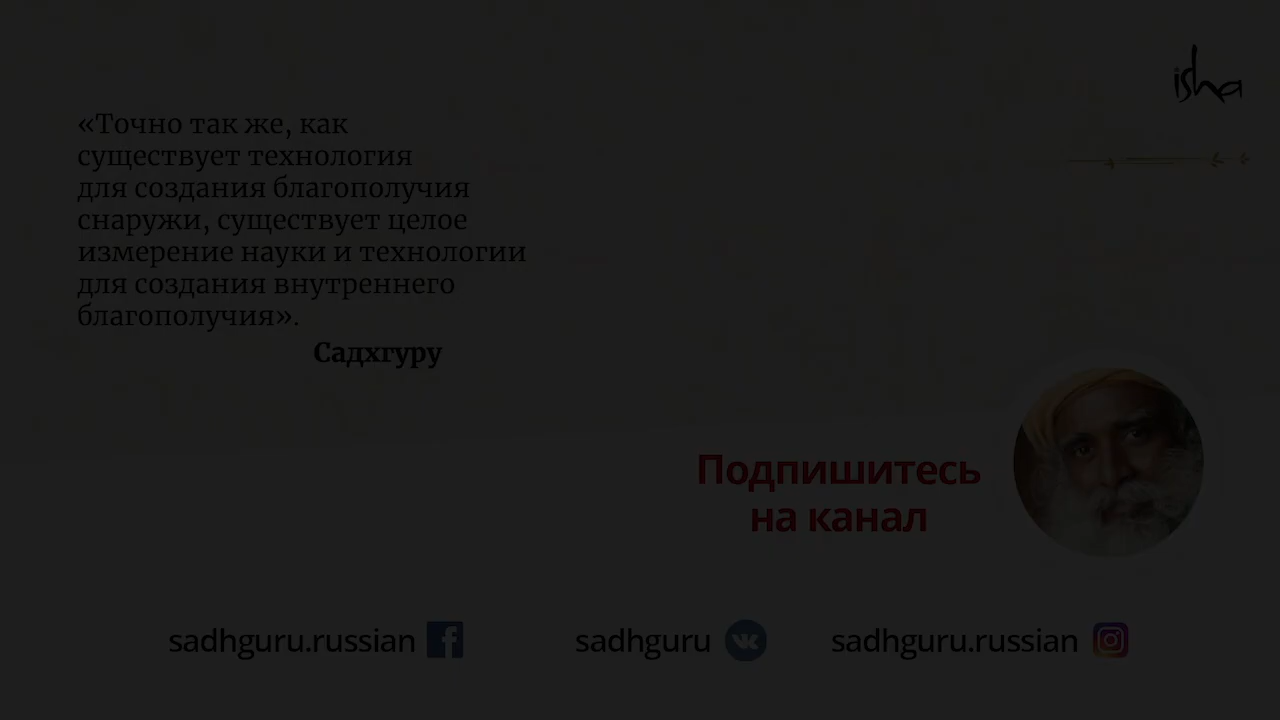 isha
«Точно так же, как
существует технология
для создания благополучия
снаружи, существует целое
измерение науки и технологии
для создания внутреннего
благополучия».
Садхгуру
Подпишитесь
на канал
sadhguru.russian
sadhguru
sadhguru.russian